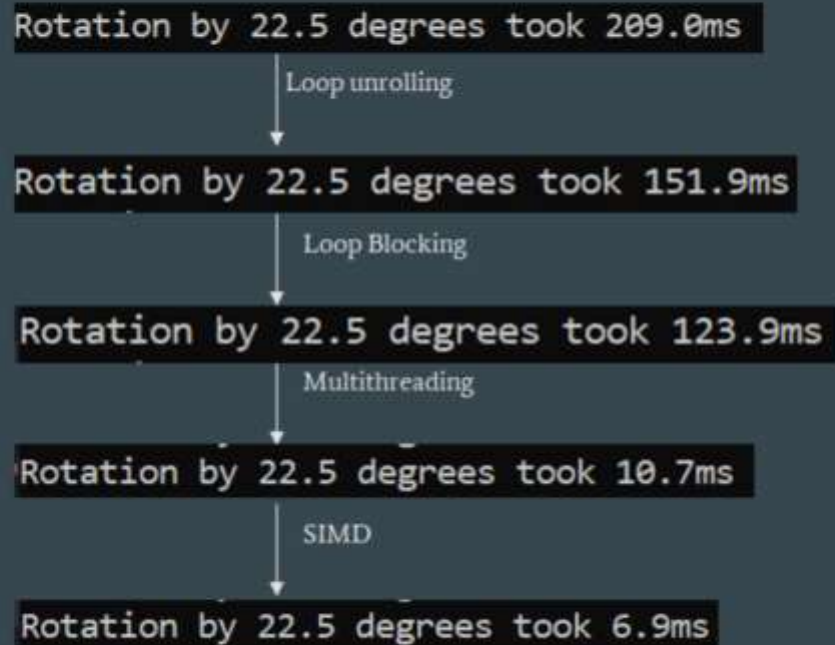 Rotation by 22.5 degrees took 209.0ms
Loop unrolling
Rotation by 22.5 degrees took 151.9ms
Loop Blocking
Rotation by 22.5 degrees took 123.9ms
Multithreading
Rotation by 22.5 degrees took 10.7ms
SIMD
Rotation by 22.5 degrees took 6.9ms